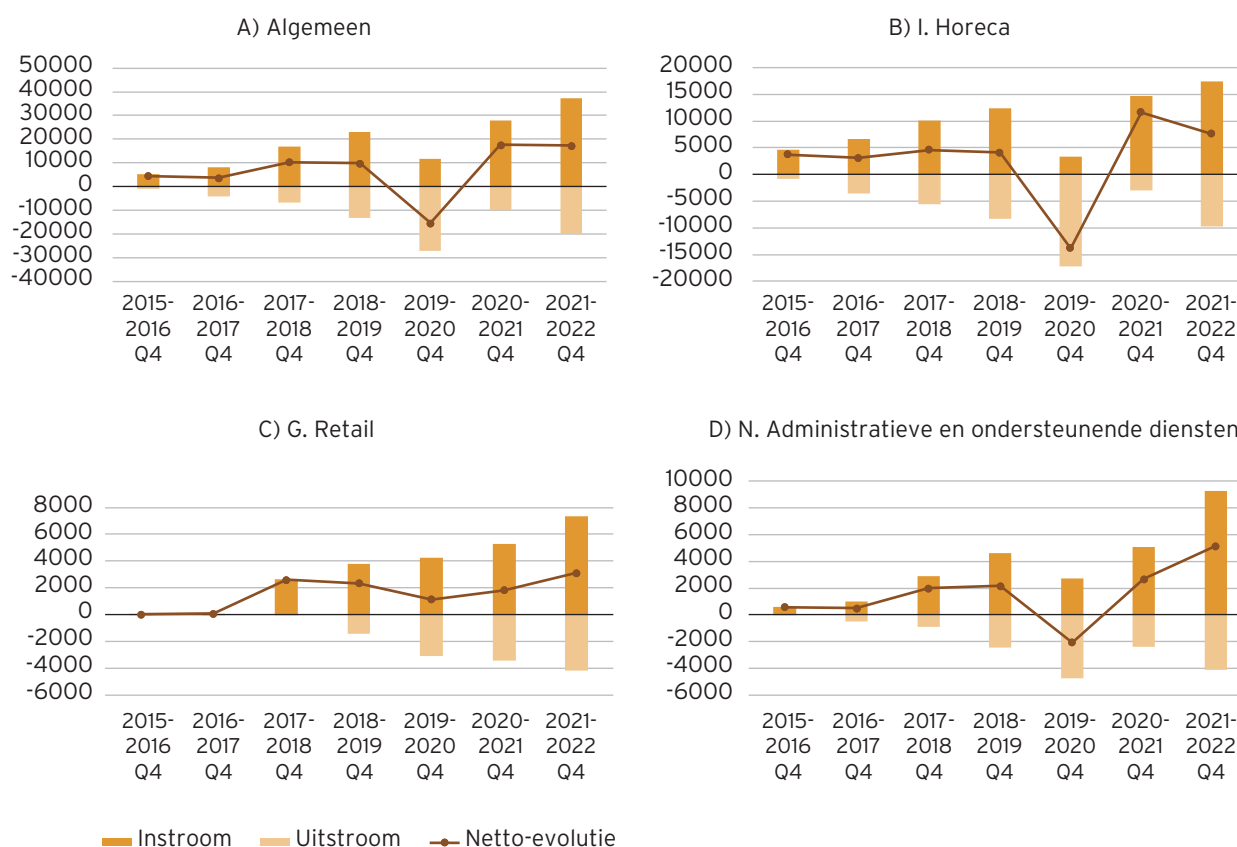 A) Algemeen
50000
40000
30000
20000
10000
0
-10000
-20000
-30000
-40000
2015-
2016
Q4
2016-
2017
Q4
2017-
2018
Q4
2018-
2019
Q4
2019-
2020
Q4
2020-
2021
Q4
2021-
2022
Q4
B) I. Horeca
20000
15000
10000
5000
0
-5000
-10000
-15000
-20000
2015-
2016
Q4
2016-
2017
Q4
2017-
2018
Q4
2018-
2019
Q4
2019-
2020
Q4
2020-
2021
Q4
2021-
2022
Q4
C) G. Retail
8000
6000
4000
2000
0
-2000
-4000
-6000
2015-
2016
Q4
2016-
2017
Q4
2017-
2018
Q4
2018-
2019
Q4
2019-
2020
Q4
2020-
2021
Q4
2021-
2022
Q4
D) N. Administratieve en ondersteunende diensten
10000
8000
6000
4000
2000
0
-2000
-4000
-6000
2015-
2016
Q4
2016-
2017
Q4
2017-
2018
Q4
2018-
2019
Q4
2019-
2020
Q4
2020-
2021
Q4
2021-
2022
Q4
Instroom Uitstroom Netto-evolutie